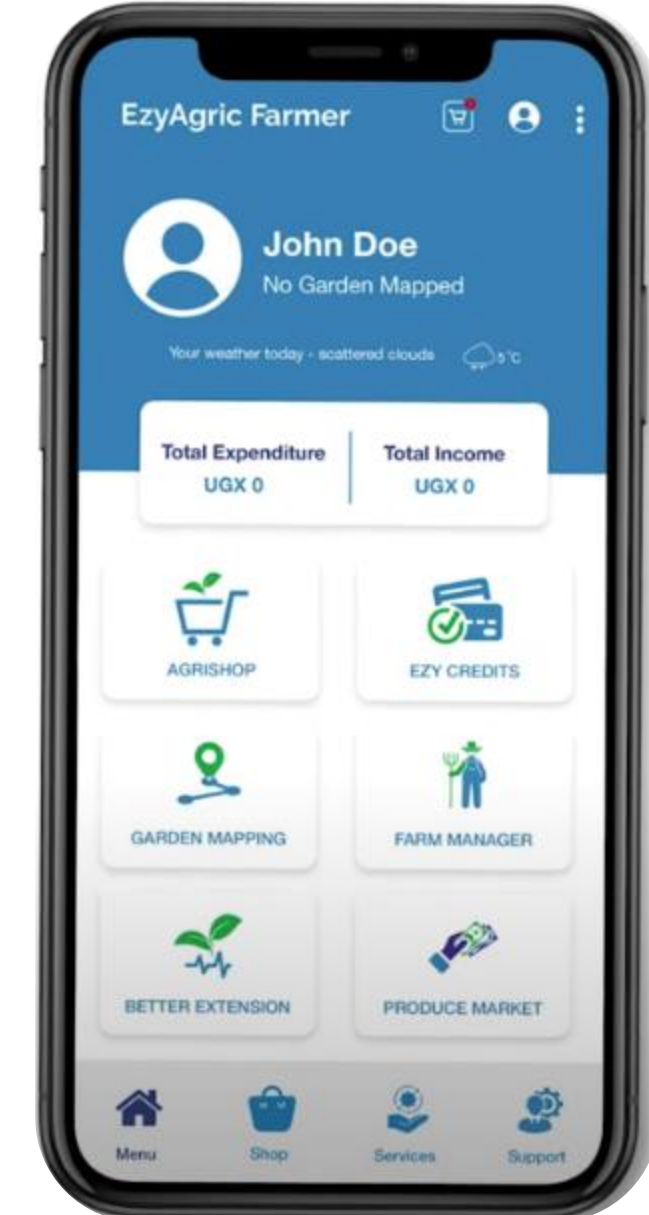 EzyAgric Farmer
John Doe
No Garden Mapped
Your weather today - scattered clouds 5°C
Total Expenditure Total Income
UGX 0 UGX 0
AGRISHOP EZY CREDITS
GARDEN MAPPING FARM MANAGER
BETTER EXTENSION PRODUCE MARKET
Menu Shop Services Support